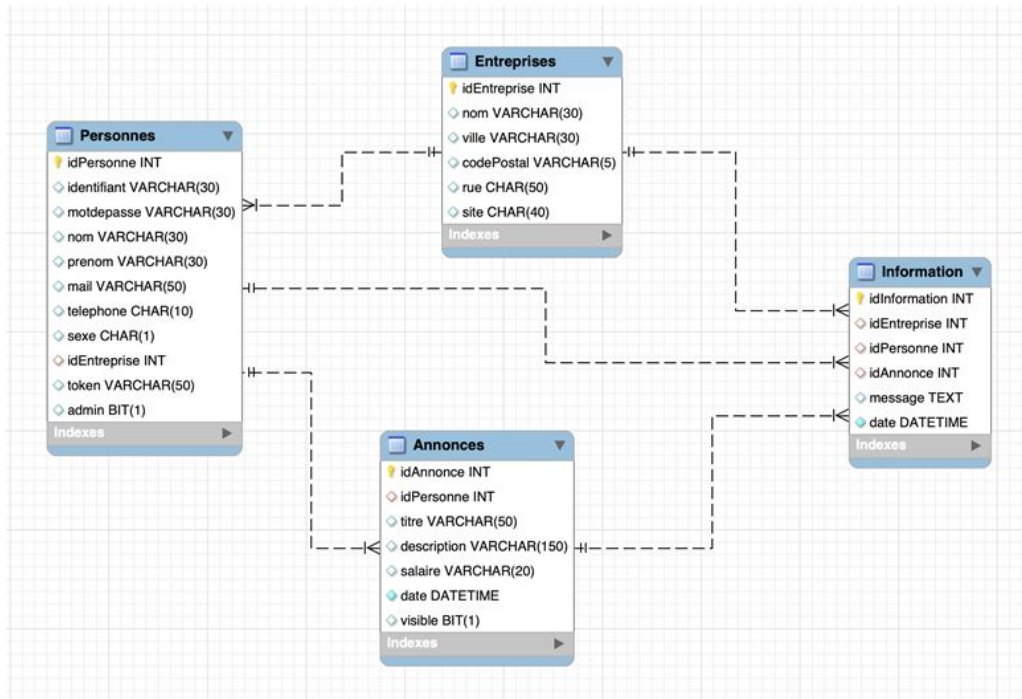 Entreprises
idEntreprise INT
nom VARCHAR(30)
ville VARCHAR(30)
codePostal VARCHAR(5)
rue CHAR(50)
site CHAR(40)
Indexes
Personnes
idPersonne INT
identifiant VARCHAR(30)
motdepasse VARCHAR(30)
nom VARCHAR(30)
prenom VARCHAR(30)
mail VARCHAR(50)
telephone CHAR(10)
sexe CHAR(1)
idEntreprise INT
token VARCHAR(50)
admin BIT(1)
Indexes
Information
idInformation INT
idEntreprise INT
idPersonne INT
idAnnonce INT
message TEXT
date DATETIME
Indexes
Annonces
idAnnonce INT
idPersonne INT
titre VARCHAR(50)
description VARCHAR(150)
salaire VARCHAR(20)
date DATETIME
visible BIT(1)
Indexes